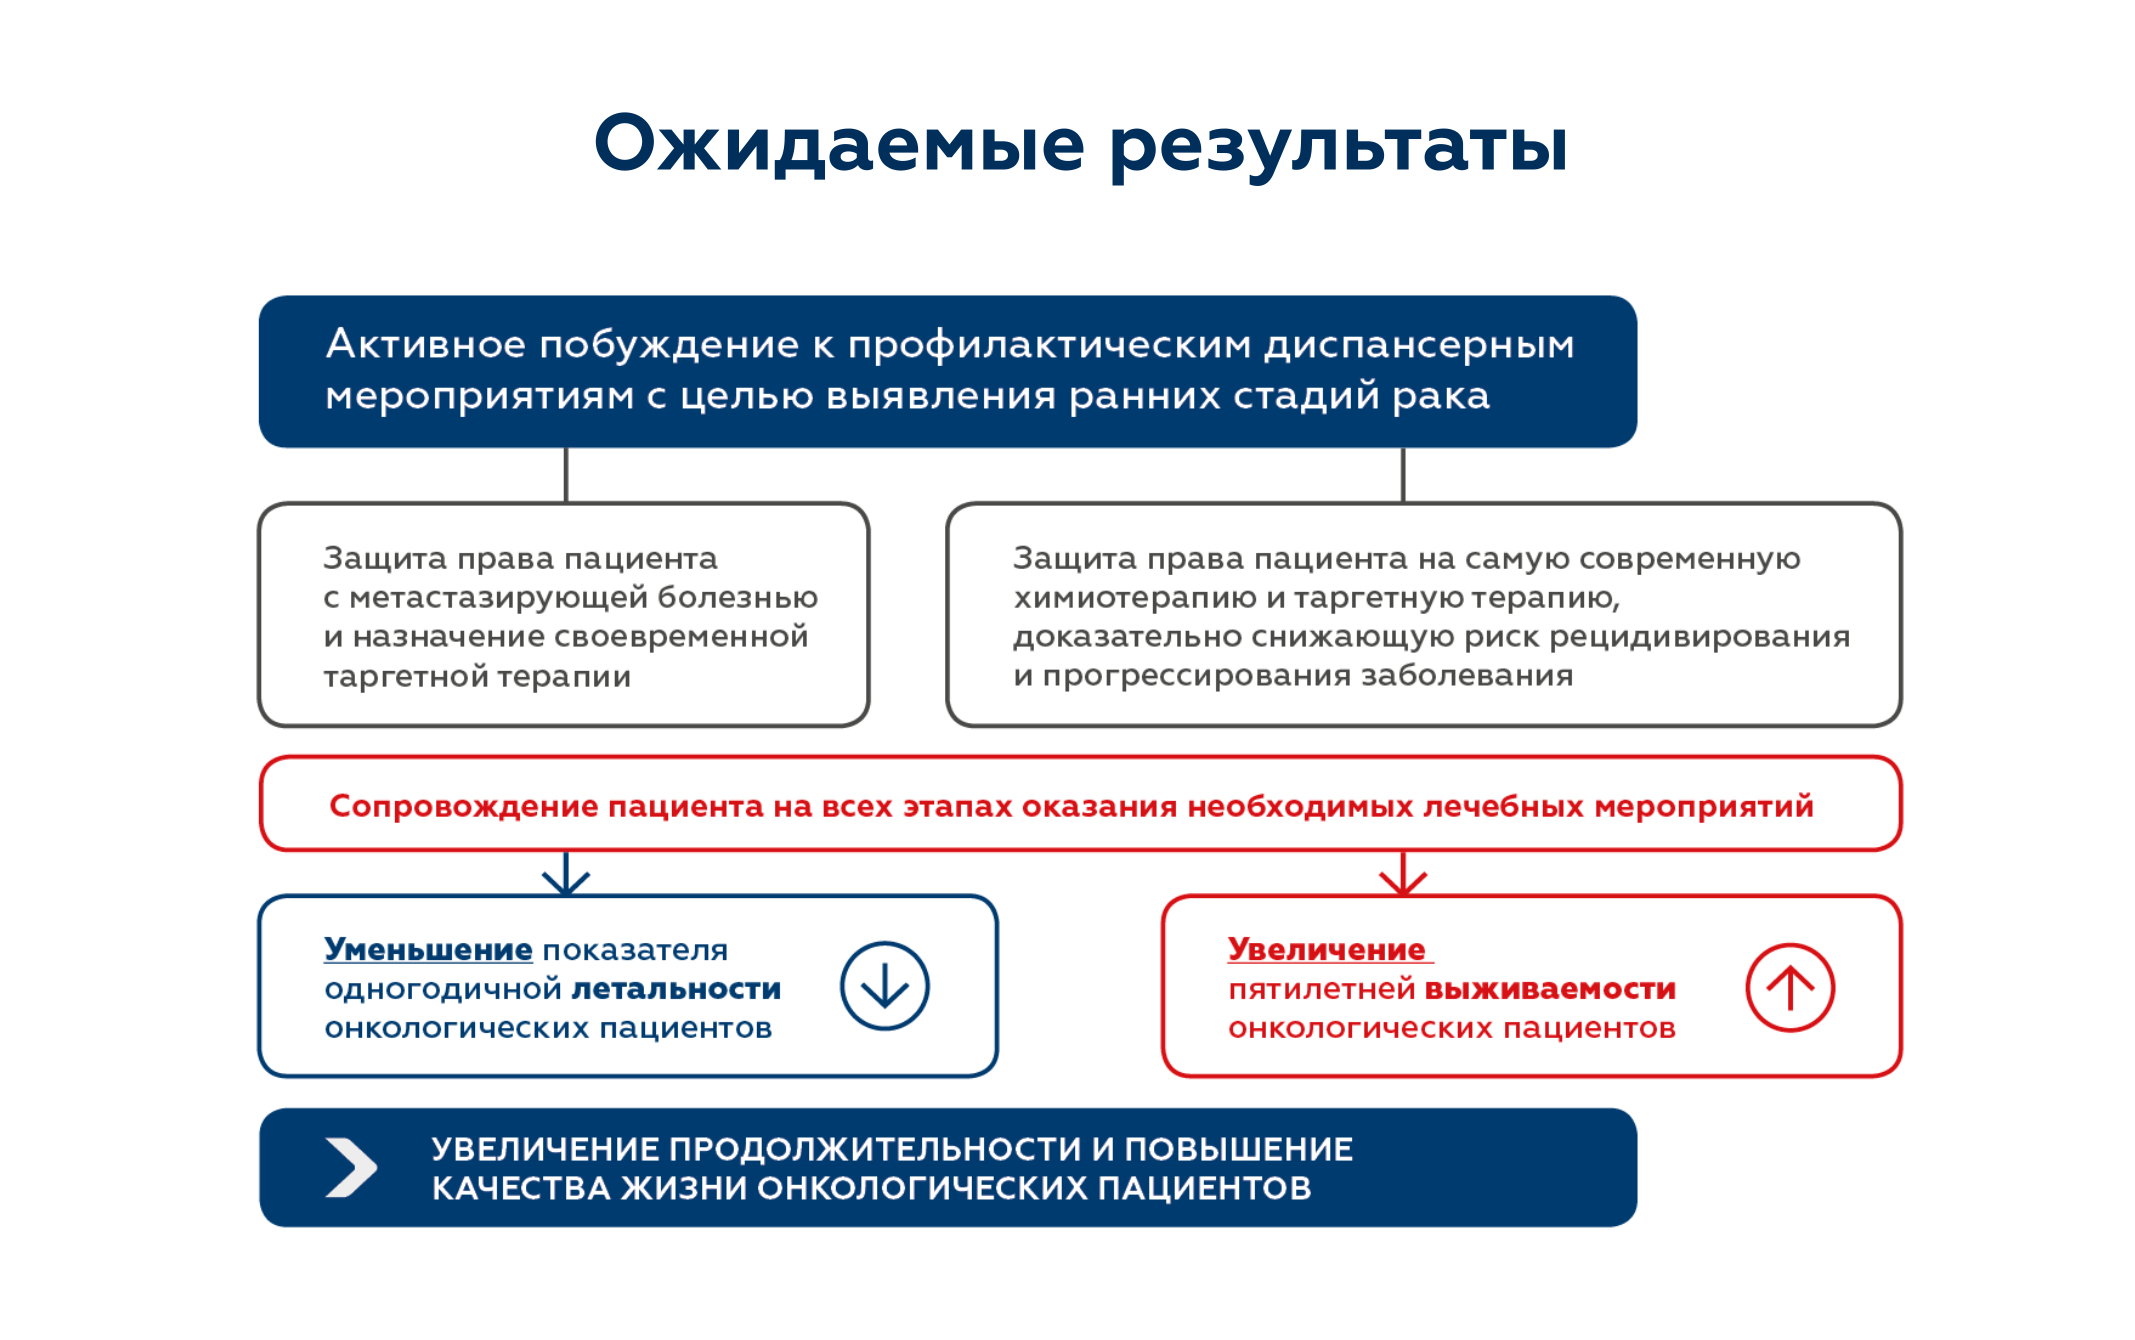 Ожидаемые результаты
Активное побуждение к профилактическим диспансерным
мероприятиям с целью выявления ранних стадий рака
Защита права пациента
с метастазирующей болезнью
и назначение своевременной
таргетной терапии
Защита права пациента на самую современную
химиотерапию и таргетную терапию,
доказательно снижающую риск рецидивирования
и прогрессирования заболевания
Сопровождение пациента на всех этапах оказания необходимых лечебных мероприятий
Уменьшение показателя
одногодичной летальности
онкологических пациентов
Увеличение
пятилетней выживаемости
онкологических пациентов
УВЕЛИЧЕНИЕ ПРОДОЛЖИТЕЛЬНОСТИ И ПОВЫШЕНИЕ
КАЧЕСТВА ЖИЗНИ ОНКОЛОГИЧЕСКИХ ПАЦИЕНТОВ